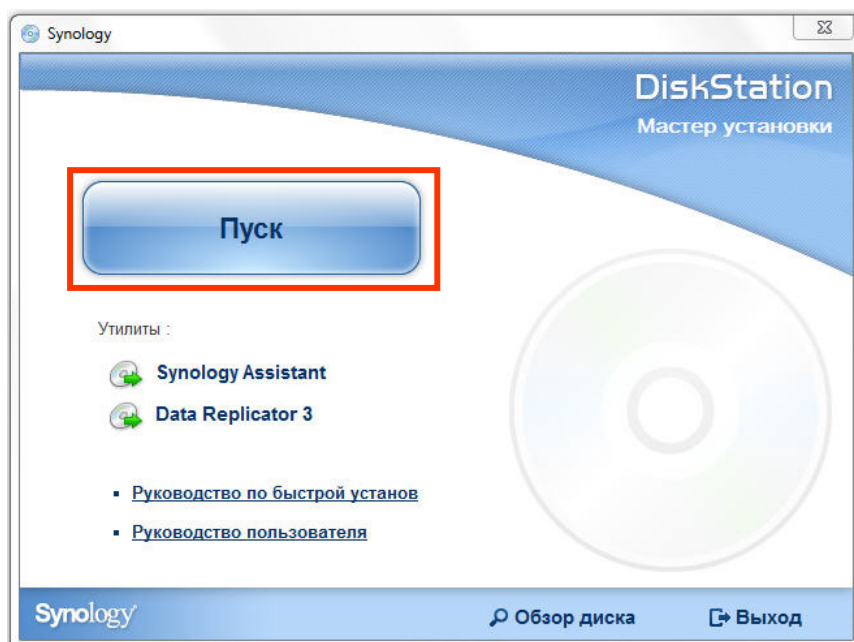 Synology
DiskStation
Мастер установки
Пуск
Утилиты :
Synology Assistant
Data Replicator 3
Руководство по быстрой установ
Руководство пользователя
Synology
Обзор диска
Выход